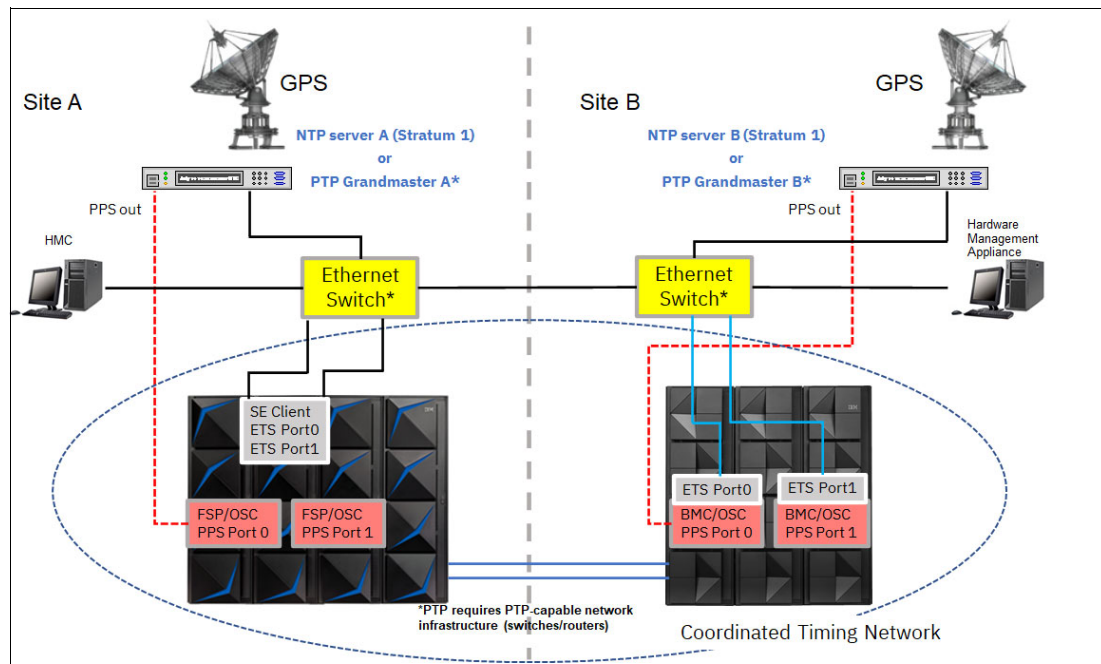 Site A
GPS
NTP server A (Stratum 1)
or
PTP Grandmaster A*
PPS out
HMC
Ethernet
Switch*
SE Client
ETS Port0
ETS Port1
FSP/OSC
PPS Port 0
FSP/OSC
PPS Port 1
Site B
GPS
NTP server B (Stratum 1)
or
PTP Grandmaster B*
PPS out
Hardware
Management
Appliance
Ethernet
Switch*
ETS Port0
ETS Port1
BMC/OSC
PPS Port 0
BMC/OSC
PPS Port 1
IBM
*PTP requires PTP-capable network
infrastructure (switches/routers)
Coordinated Timing Network